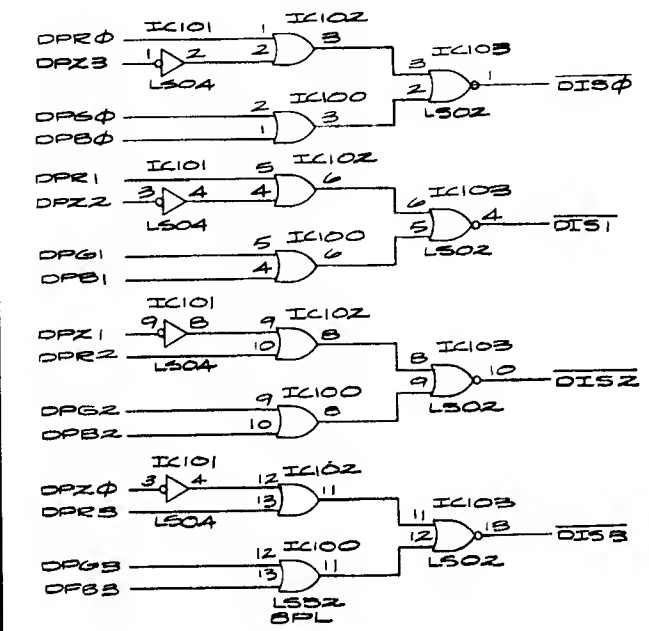 IC101 IC102
DPRØ 1 3
DPZ3 1 2 2 IC103
LS04 3 1 DIS0̸
IC100 2
DPGØ 2 3 LS02
DPBØ 1
IC101 IC102
DPR1 5 6
DPZ2 3 4 4 IC103
LS04 6 4 DIS1
IC100 5
DPG1 5 6 LS02
DPB1 4
IC101 IC102
DPZ1 9 8 9 8
DPR2 10 IC103
LS04 8 10 DIS2
IC100 9
DPG2 9 8 LS02
DPB2 10
IC101 IC102
DPZØ 3 4 12 11
DPR3 13 IC103
LS04 11 13 DIS3
IC100 12
DPG3 12 11 LS02
DPB3 13
LS32
8PL